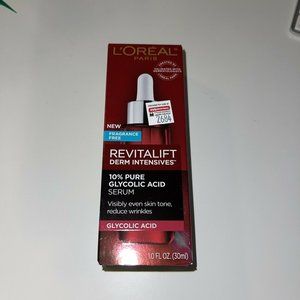 L'ORÉAL
PARIS
NEW
FRAGRANCE
FREE
2684
REVITALIFT
DERM INTENSIVES
10% PURE
GLYCOLIC ACID
SERUM
Visibly even skin tone,
reduce wrinkles
GLYCOLIC ACID
1.0 FL. OZ. (30ml)